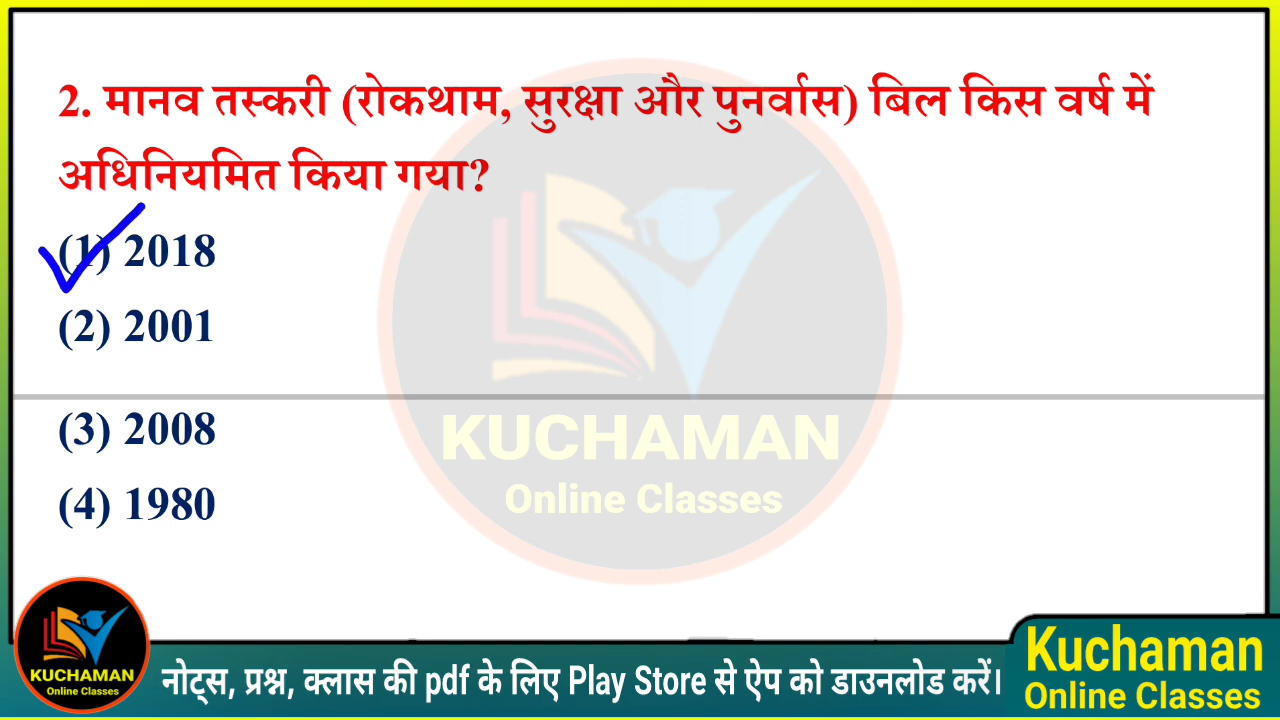 2. मानव तस्करी (रोकथाम, सुरक्षा और पुनर्वास) बिल किस वर्ष में
अधिनियमित किया गया?
(1) 2018
(2) 2001
(3) 2008
(4) 1980
KUCHAMAN
Online Classes
KUCHAMAN
Online Classes
नोट्स, प्रश्न, क्लास की pdf के लिए Play Store से ऐप को डाउनलोड करें।
Kuchaman
Online Classes